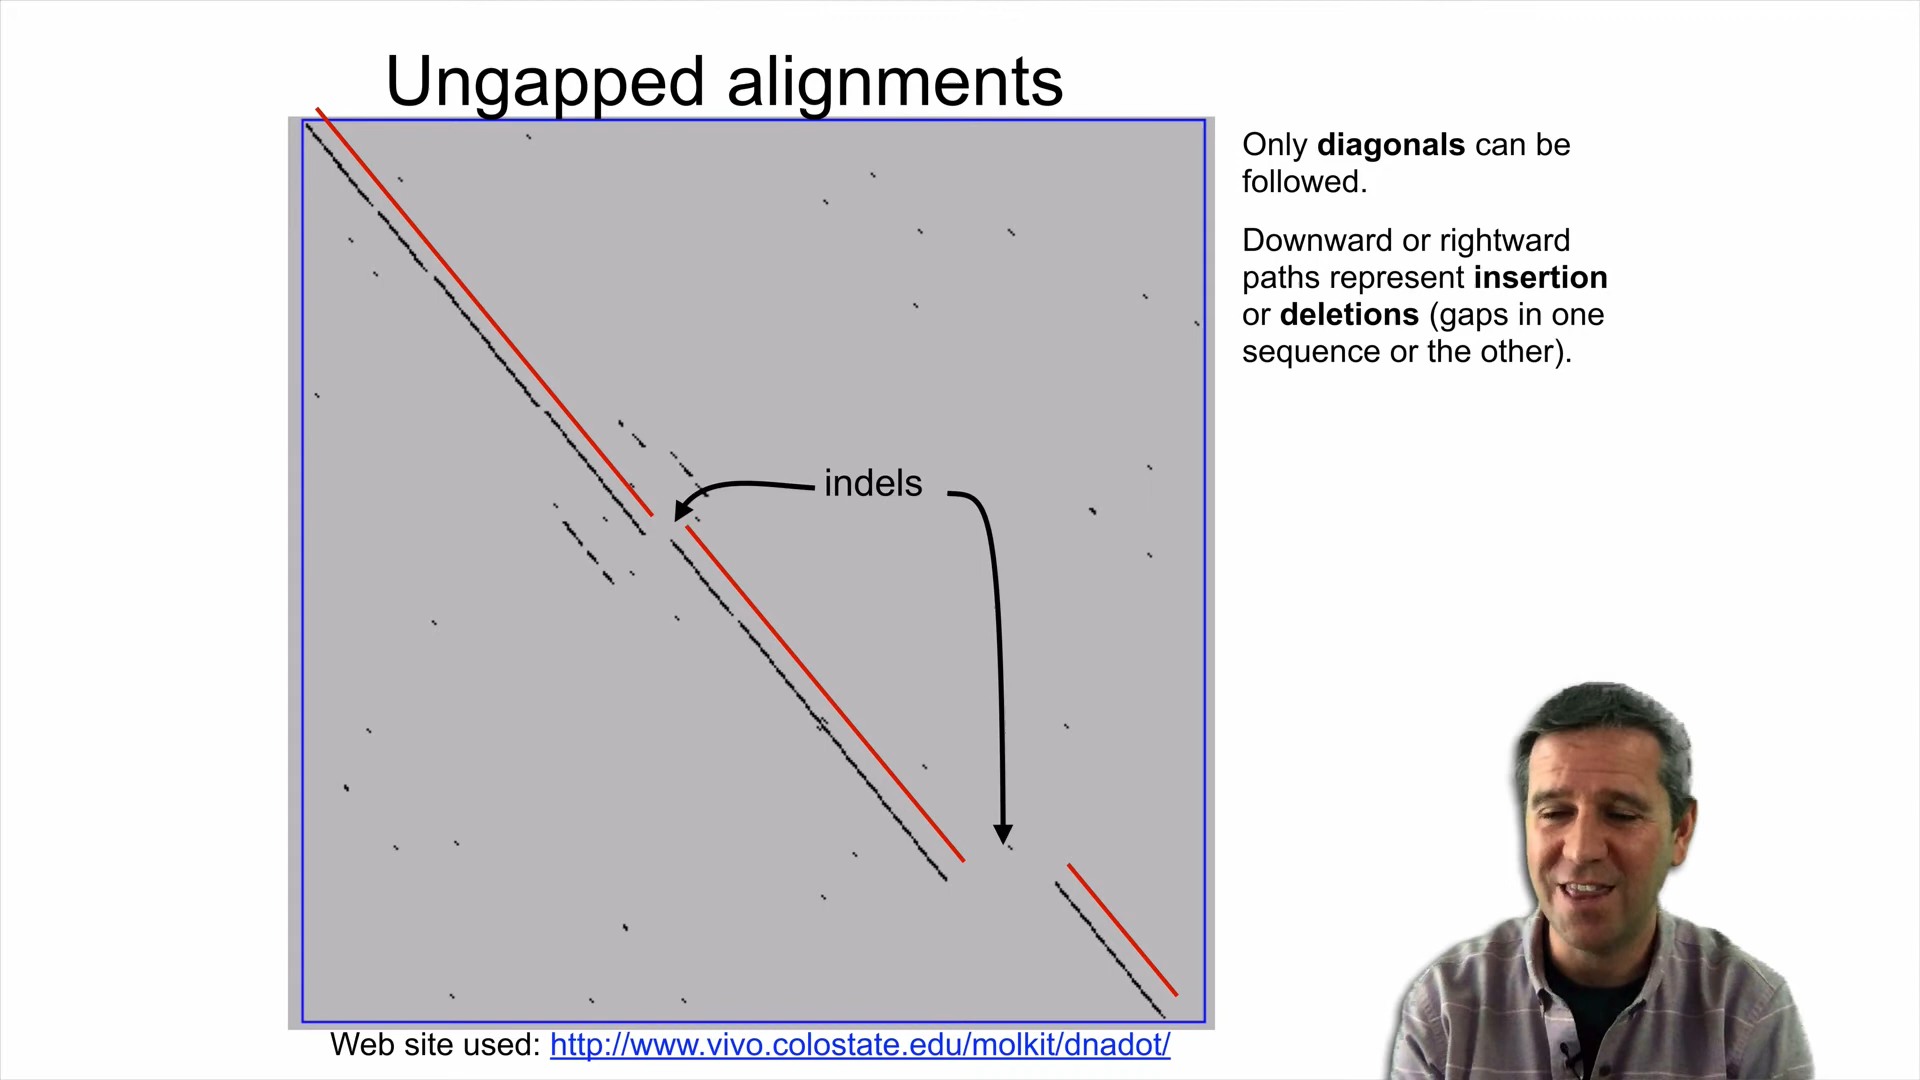 Ungapped alignments
Only diagonals can be
followed.
Downward or rightward
paths represent insertion
or deletions (gaps in one
sequence or the other).
indels
Web site used: http://www.vivo.colostate.edu/molkit/dnadot/